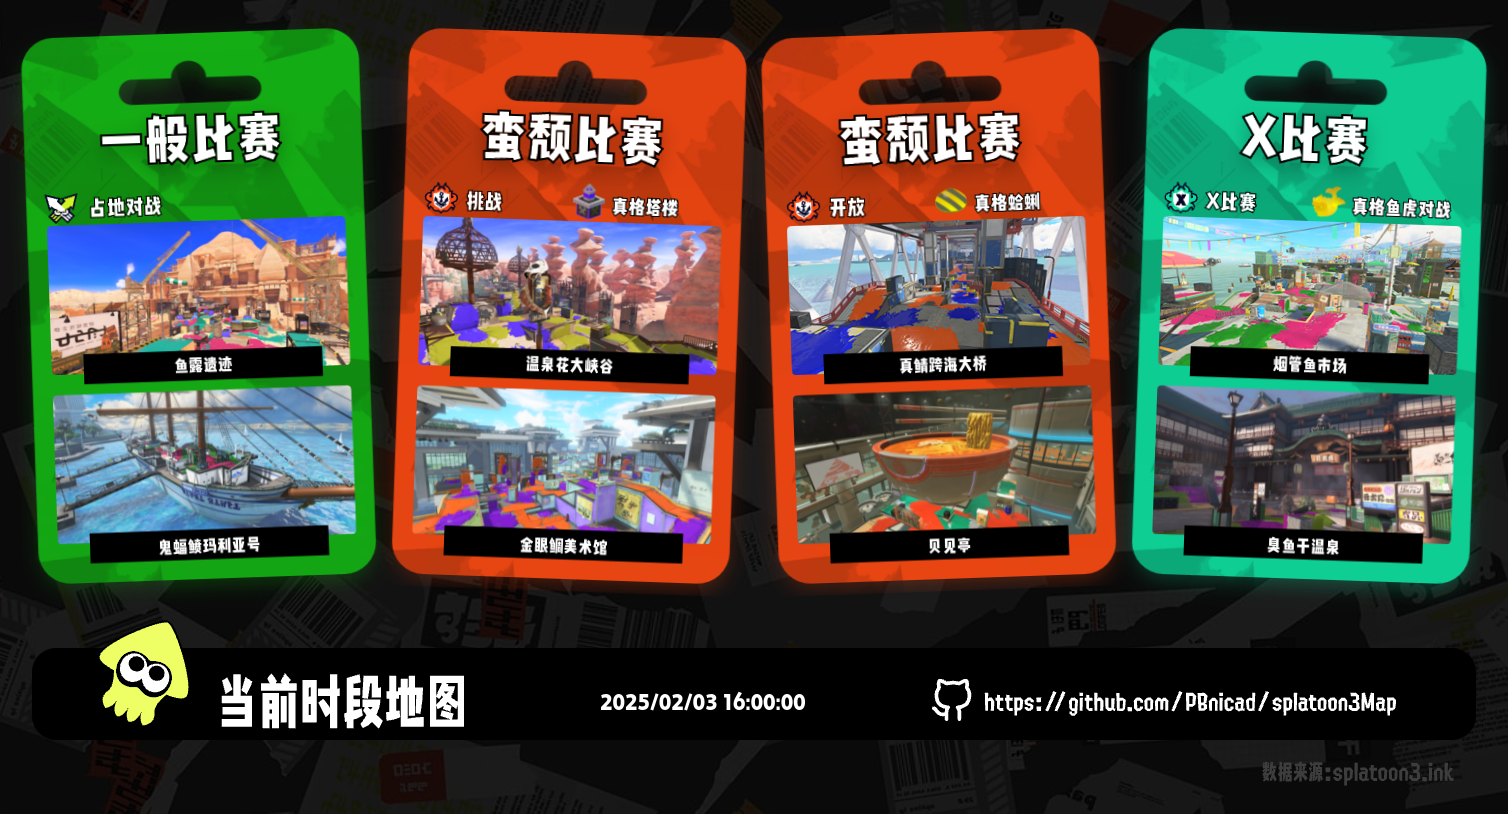 一般比赛
占地对战
鱼露遗迹
鬼蝠鲼玛利亚号
蛮颓比赛
挑战
真格塔楼
温泉花大峡谷
金眼鲷美术馆
蛮颓比赛
开放
真格蛤蜊
真鲭跨海大桥
贝见亭
X比赛
X比赛
真格鱼虎对战
烟管鱼市场
臭鱼干温泉
当前时段地图
2025/02/03 16:00:00
https://github.com/PBnicad/splatoon3Map
数据来源:splatoon3.ink